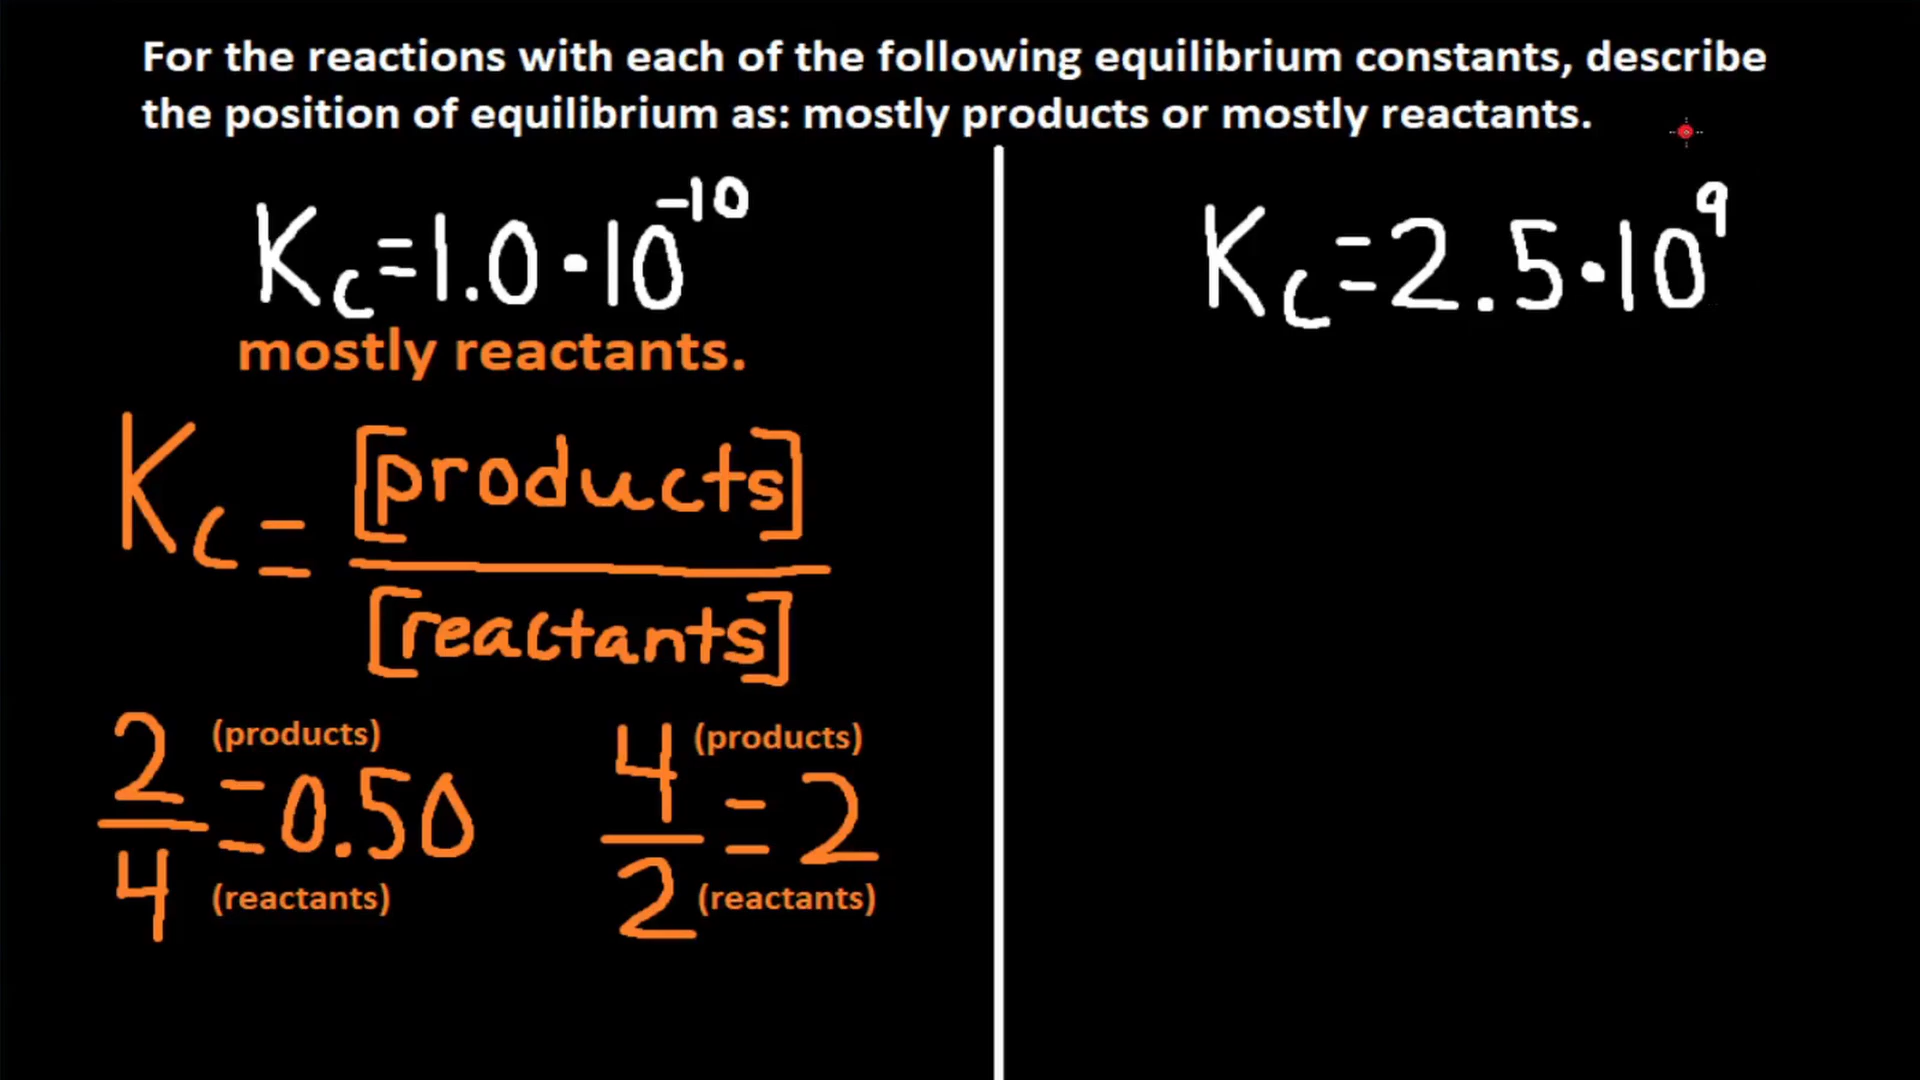 For the reactions with each of the following equilibrium constants, describe
the position of equilibrium as: mostly products or mostly reactants.
Kc=1.0·10⁻¹⁰
mostly reactants.
Kc= [products]
[reactants]
2 (products)
=0.50
4 (reactants)
4 (products)
=2
2 (reactants)
Kc=2.5·10⁹